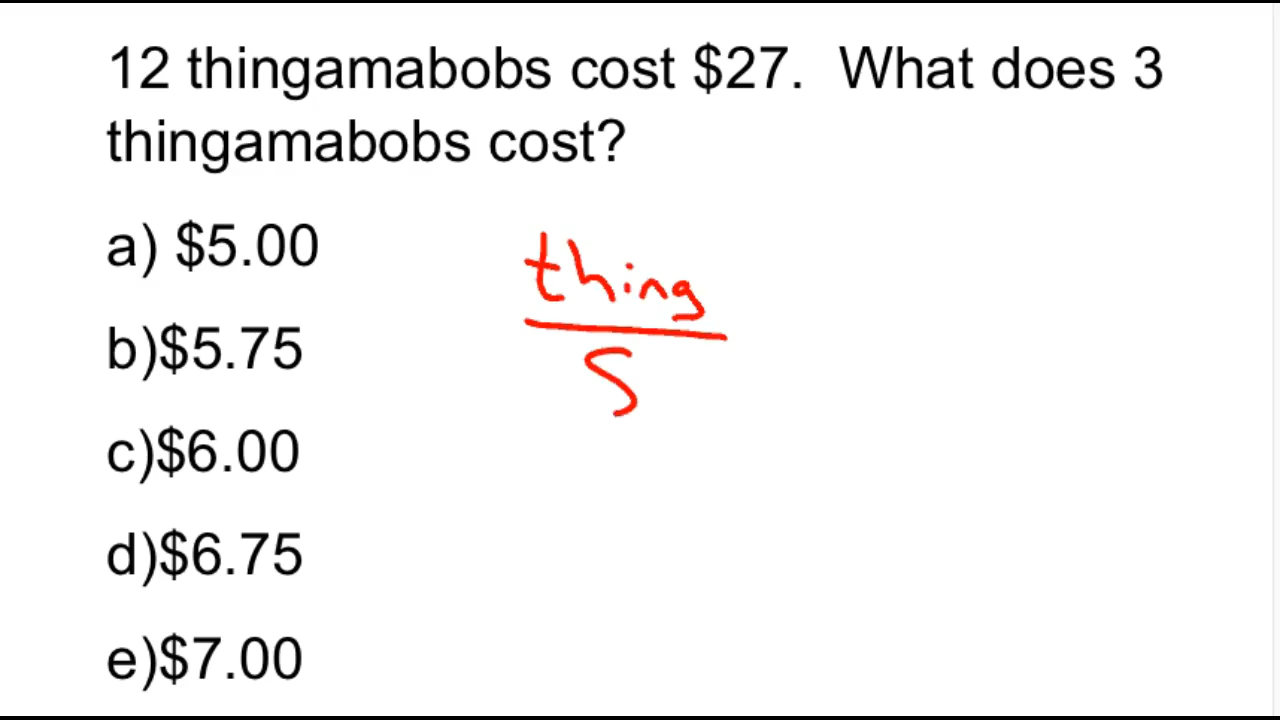 12 thingamabobs cost $27. What does 3
thingamabobs cost?
a) $5.00
thing
b)$5.75
S
c)$6.00
d)$6.75
e)$7.00